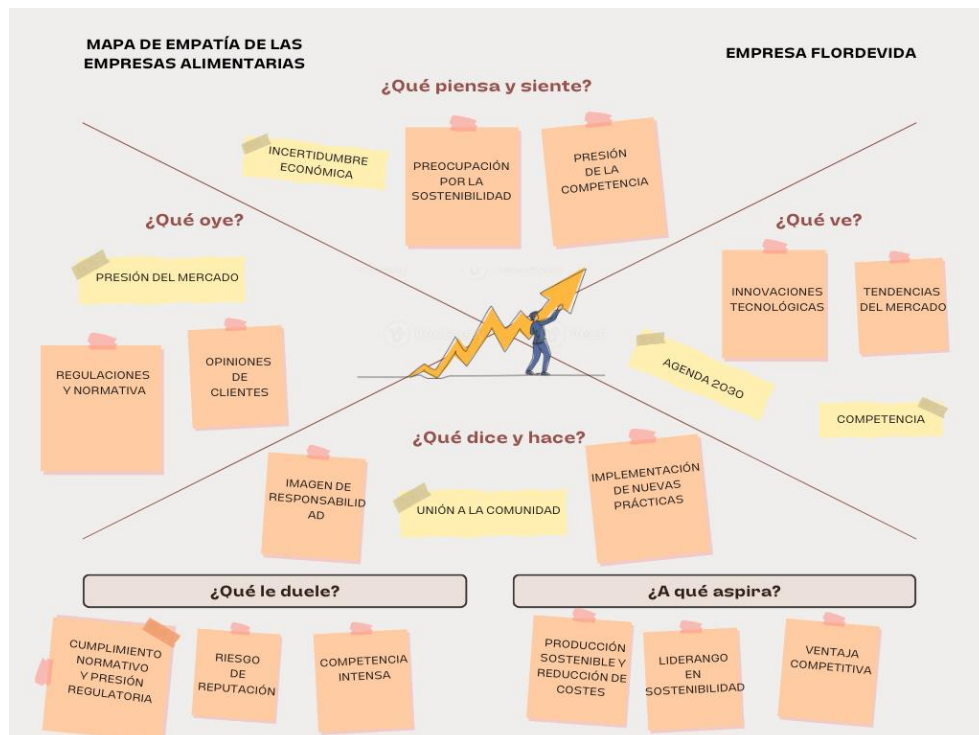 MAPA DE EMPATÍA DE LAS
EMPRESAS ALIMENTARIAS
EMPRESA FLORDEVIDA
¿Qué piensa y siente?
INCERTIDUMBRE
ECONÓMICA
PREOCUPACIÓN
POR LA
SOSTENIBILIDAD
PRESIÓN
DE LA
COMPETENCIA
¿Qué oye?
PRESIÓN DEL MERCADO
REGULACIONES
Y NORMATIVA
OPINIONES
DE
CLIENTES
¿Qué ve?
INNOVACIONES
TECNOLÓGICAS
TENDENCIAS
DEL MERCADO
AGENDA 2030
COMPETENCIA
¿Qué dice y hace?
IMAGEN DE
RESPONSABILID
AD
UNIÓN A LA COMUNIDAD
IMPLEMENTACIÓN
DE NUEVAS
PRÁCTICAS
¿Qué le duele?
CUMPLIMIENTO
NORMATIVO
Y PRESIÓN
REGULATORIA
RIESGO
DE
REPUTACIÓN
COMPETENCIA
INTENSA
¿A qué aspira?
PRODUCCIÓN
SOSTENIBLE Y
REDUCCIÓN DE
COSTES
LIDERANGO
EN
SOSTENIBILIDAD
VENTAJA
COMPETITIVA